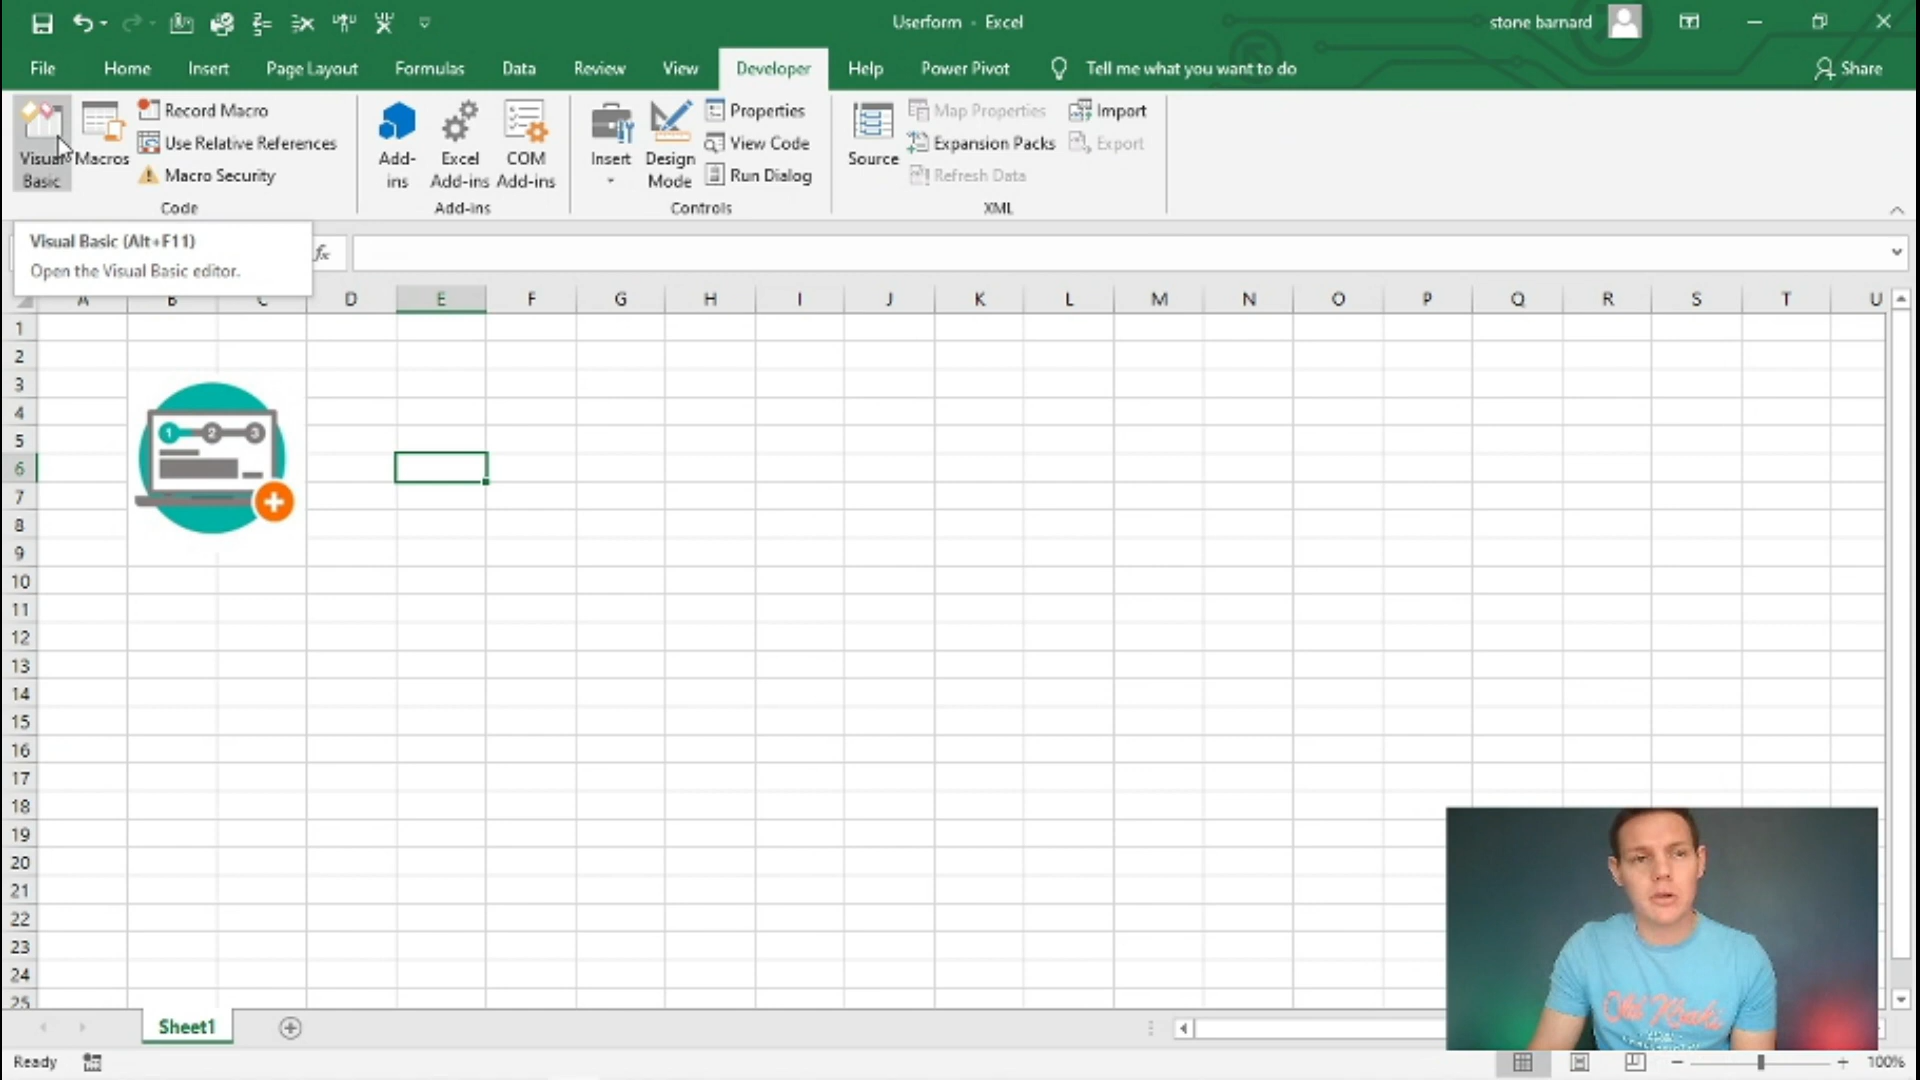 Userform - Excel
stone barnard
File Home Insert Page Layout Formulas Data Review View Developer Help Power Pivot Tell me what you want to do Share
Visual Basic
Macros
Record Macro
Use Relative References
Macro Security
Code
Add-ins
Excel Add-ins
COM Add-ins
Add-ins
Insert
Design Mode
Properties
View Code
Run Dialog
Controls
Source
Map Properties
Expansion Packs
Refresh Data
Import
Export
XML
Visual Basic (Alt+F11)
Open the Visual Basic editor.
fx
A B C D E F G H I J K L M N O P Q R S T U
1
2
3
4
5
6
7
8
9
10
11
12
13
14
15
16
17
18
19
20
21
22
23
24
25
1 2 3
Sheet1
Ready
100%